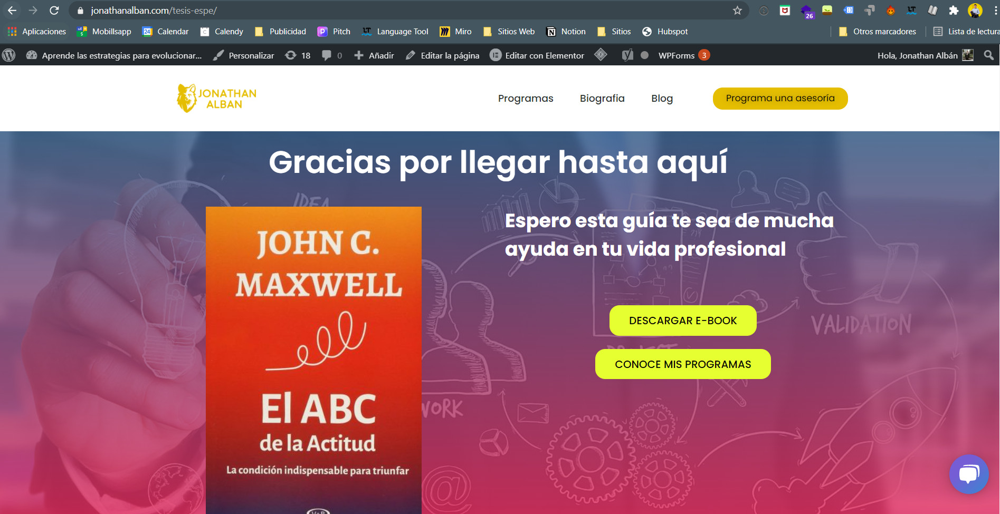 jonathanalban.com/tesis-espe/
26
Aplicaciones
Mobillsapp
24
Calendar
C
Calendy
Publicidad
P
Pitch
LT
Language Tool
Miro
Sitios Web
N
Notion
Sitios
Hubspot
Otros marcadores
Lista de lectura
Aprende las estrategias para evolucionar...
Personalizar
18
0
Añadir
Editar la página
Editar con Elementor
WPForms 3
Hola, Jonathan Albán
JONATHAN
ALBAN
Programas
Biografia
Blog
Programa una asesoría
Gracias por llegar hasta aquí
IDEA
JOHN C.
MAXWELL
El ABC
de la Actitud
La condición indispensable para triunfar
V&R
Espero esta guía te sea de mucha
ayuda en tu vida profesional
DESCARGAR E-BOOK
VALIDATION
PROJECT
CONOCE MIS PROGRAMAS
WORK
@